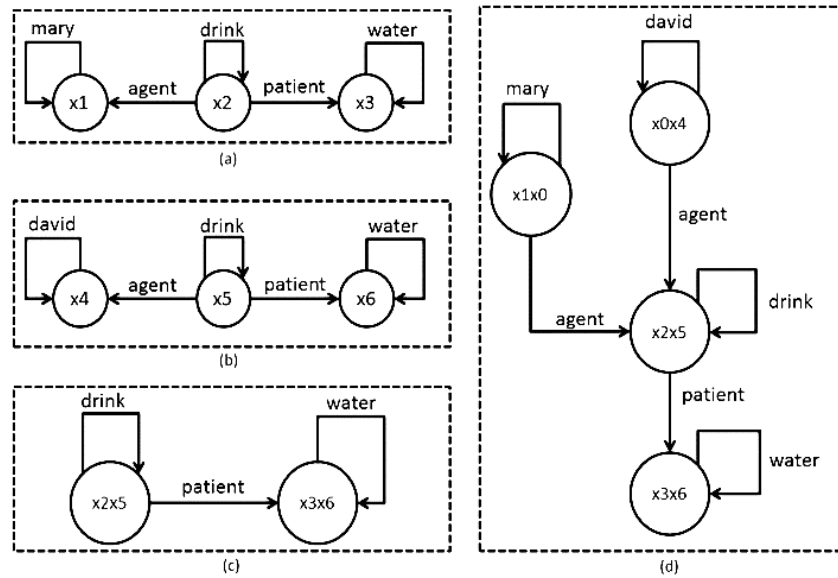 mary drink water
x1 agent x2 patient x3
(a)
david drink water
x4 agent x5 patient x6
(b)
drink water
x2x5 patient x3x6
(c)
david
mary
x0x4
x1x0
agent
drink
agent x2x5
patient
water
x3x6
(d)